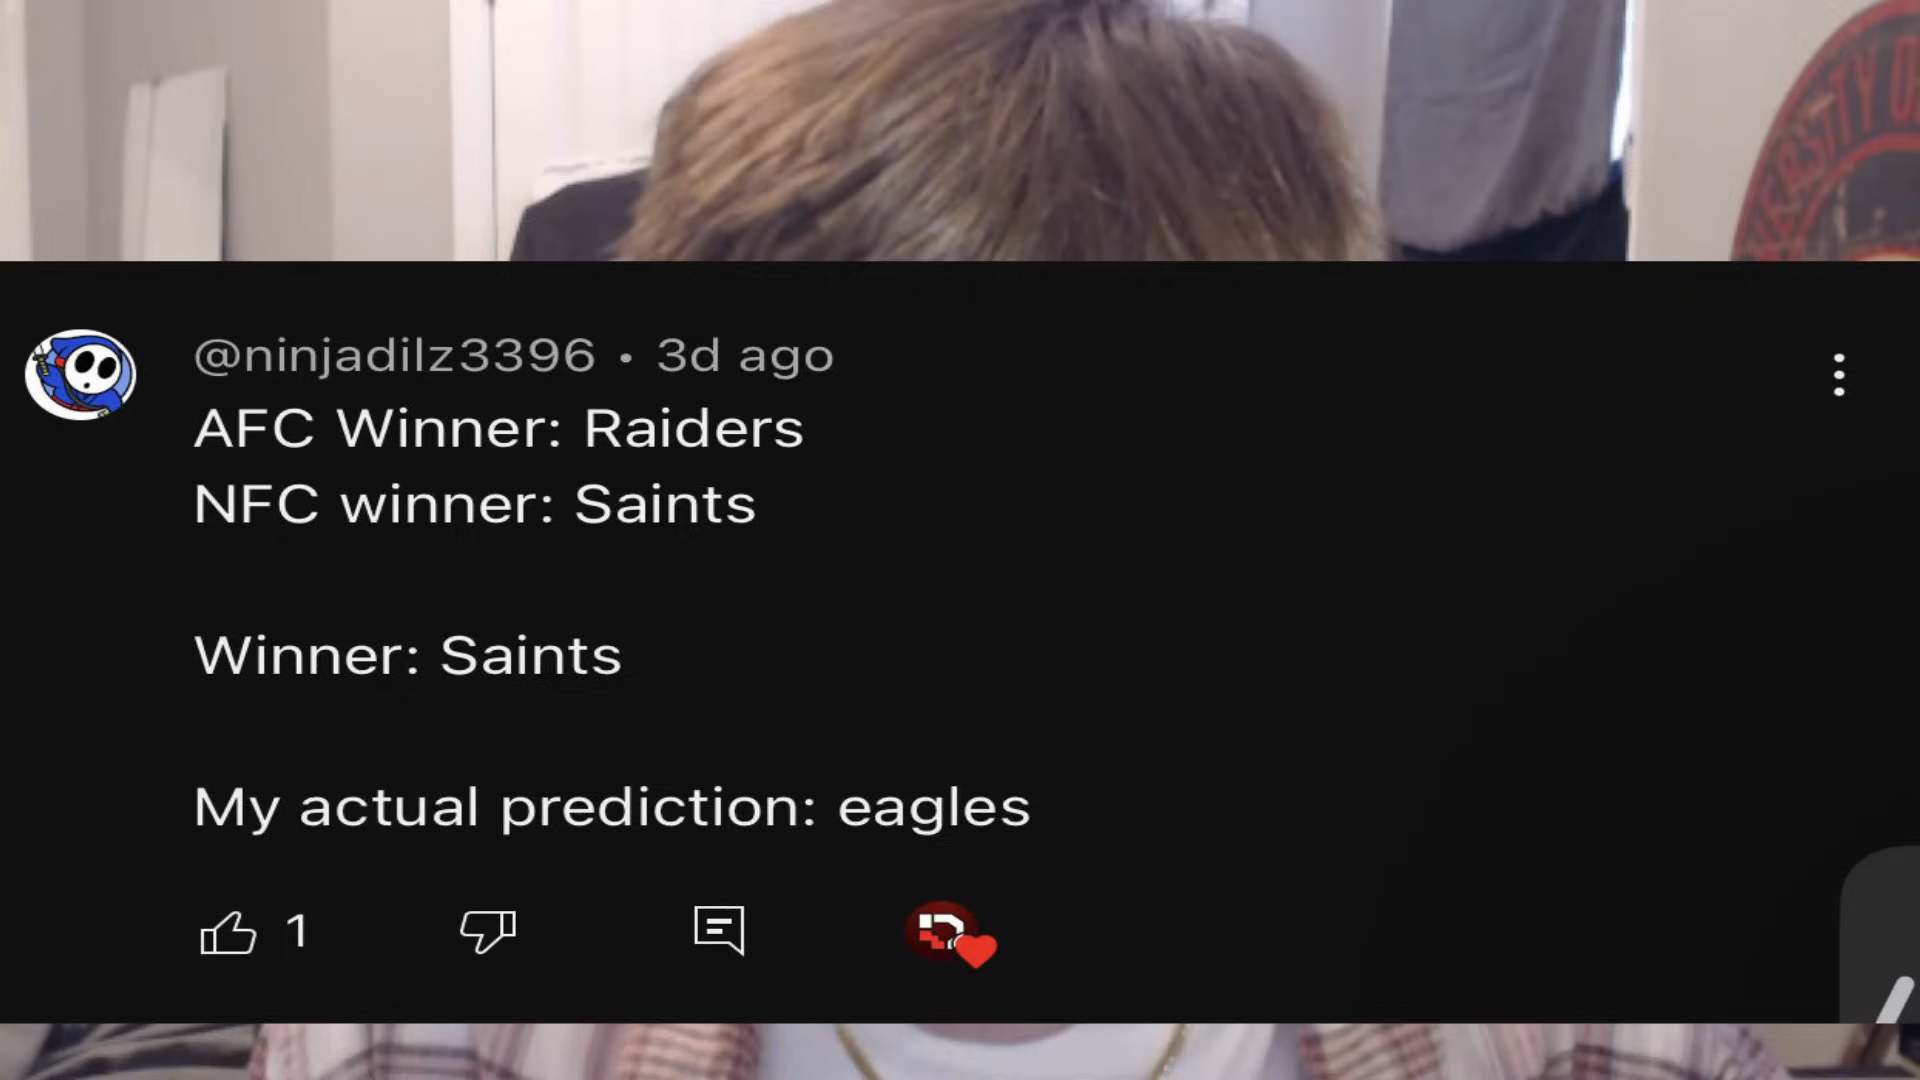 @ninjadilz3396 • 3d ago
AFC Winner: Raiders
NFC winner: Saints
Winner: Saints
My actual prediction: eagles
1